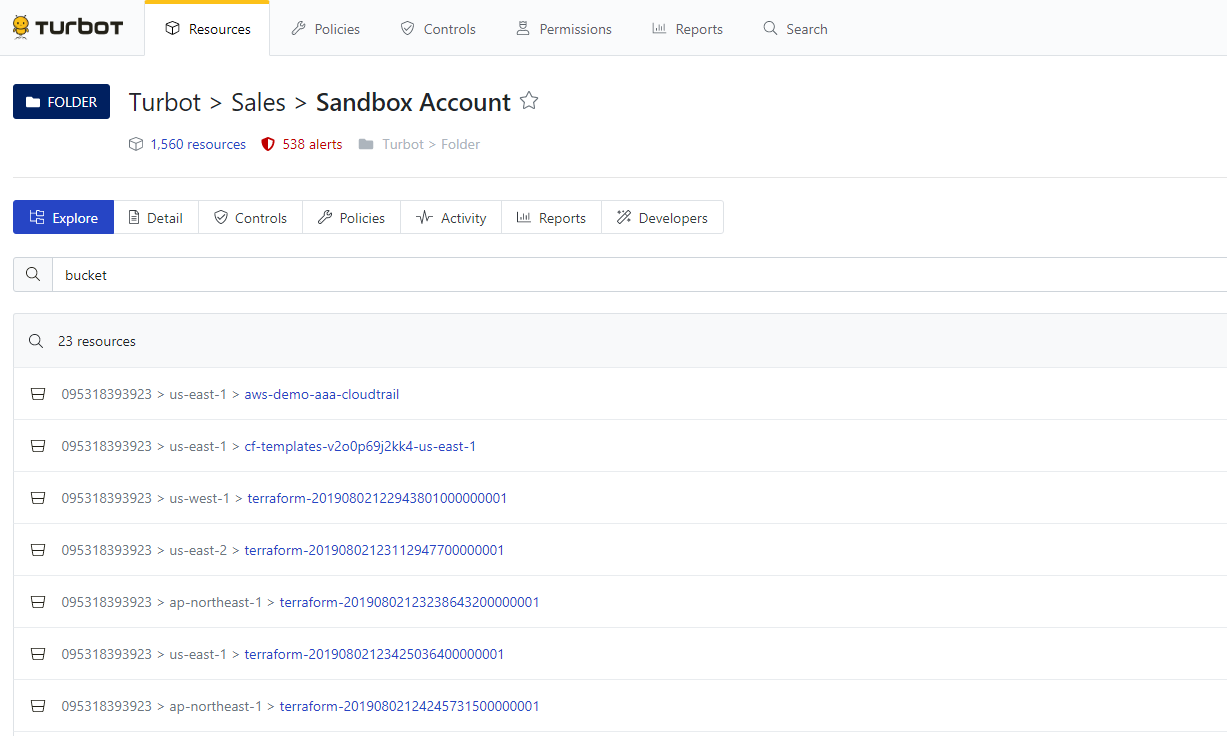 TURBOT Resources Policies Controls Permissions Reports Search
FOLDER Turbot > Sales > Sandbox Account
1,560 resources 538 alerts Turbot > Folder
Explore Detail Controls Policies Activity Reports Developers
bucket
23 resources
095318393923 > us-east-1 > aws-demo-aaa-cloudtrail
095318393923 > us-east-1 > cf-templates-v2o0p69j2kk4-us-east-1
095318393923 > us-west-1 > terraform-20190802122943801000000001
095318393923 > us-east-2 > terraform-20190802123112947700000001
095318393923 > ap-northeast-1 > terraform-20190802123238643200000001
095318393923 > us-east-1 > terraform-20190802123425036400000001
095318393923 > ap-northeast-1 > terraform-20190802124245731500000001